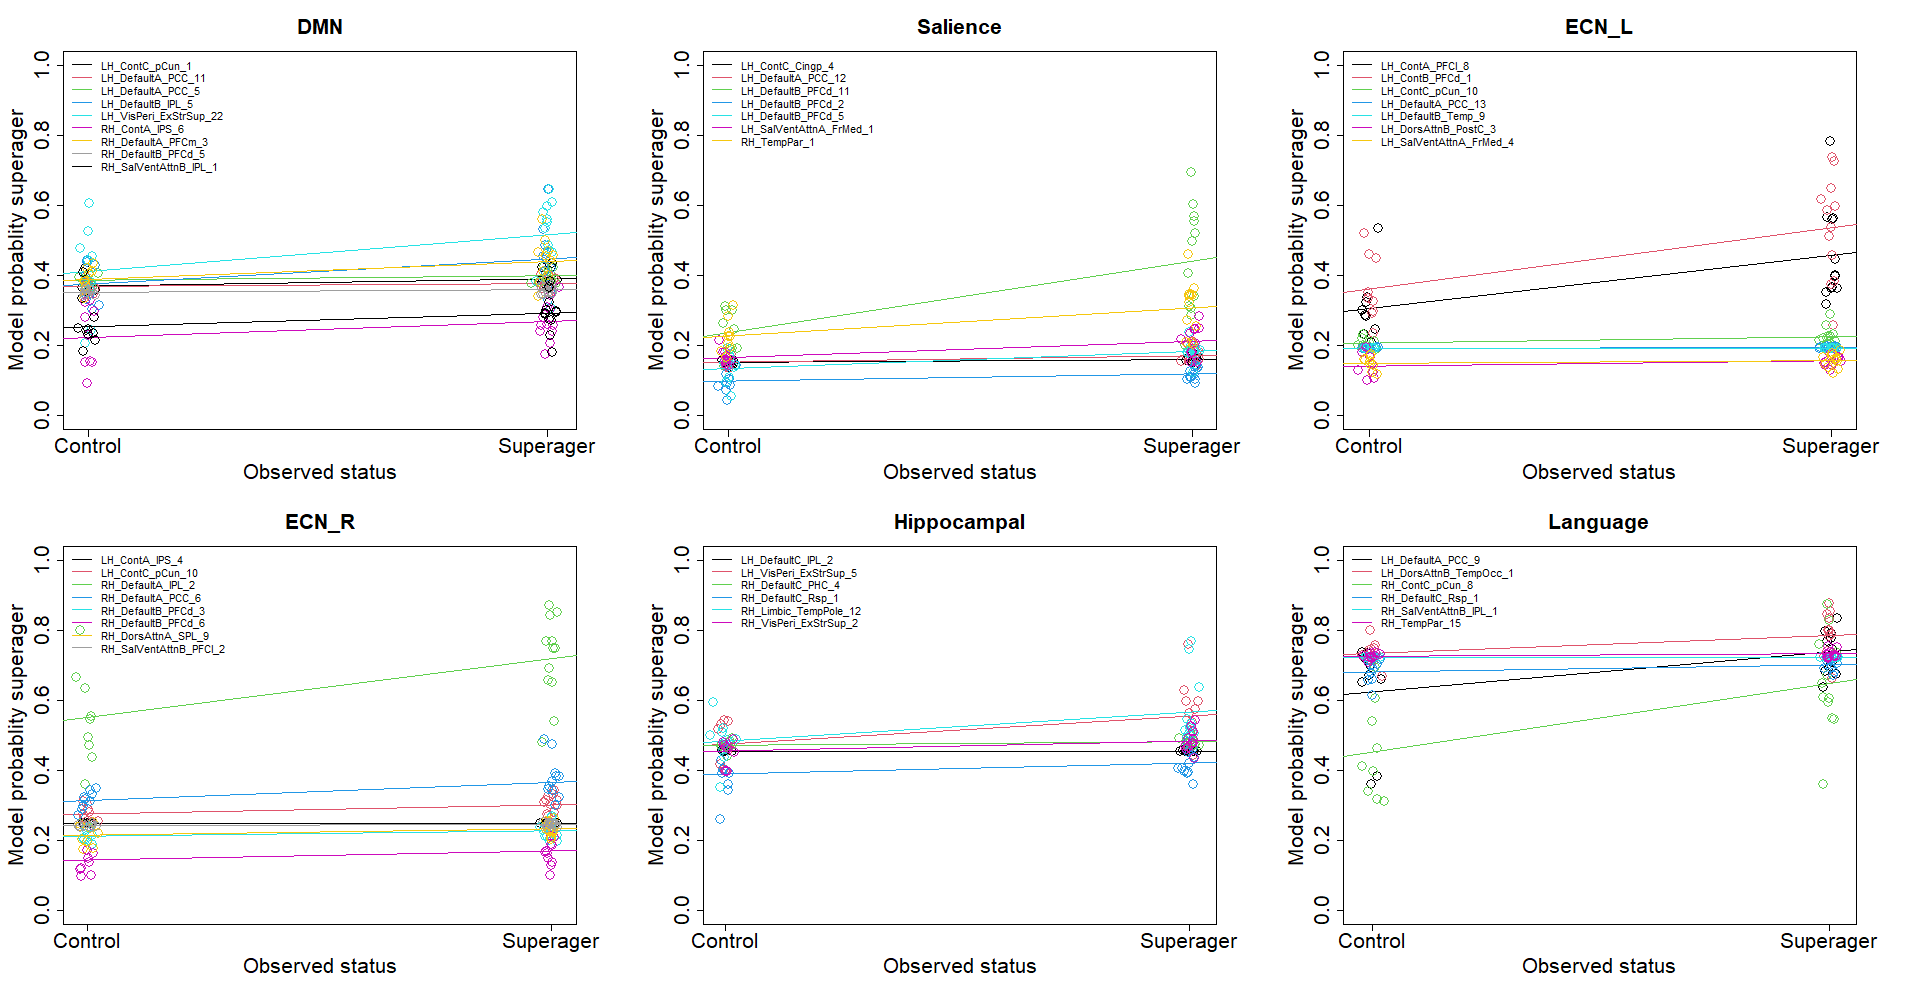 DMN
Model probablity superager
1.0
0.8
0.6
0.4
0.2
0.0
LH_ContC_pCun_1
LH_DefaultA_PCC_11
LH_DefaultA_PCC_5
LH_DefaultB_IPL_5
LH_VisPeri_ExStrSup_22
RH_ContA_IPS_6
RH_DefaultA_PFCm_3
RH_DefaultB_PFCd_5
RH_SalVentAttnB_IPL_1
Control
Superager
Observed status
Salience
Model probablity superager
1.0
0.8
0.6
0.4
0.2
0.0
LH_ContC_Cingp_4
LH_DefaultA_PCC_12
LH_DefaultB_PFCd_11
LH_DefaultB_PFCd_2
LH_DefaultB_PFCd_5
LH_SalVentAttnA_FrMed_1
RH_TempPar_1
Control
Superager
Observed status
ECN_L
Model probablity superager
1.0
0.8
0.6
0.4
0.2
0.0
LH_ContA_PFCl_8
LH_ContB_PFCd_1
LH_ContC_pCun_10
LH_DefaultA_PCC_13
LH_DefaultB_Temp_9
LH_DorsAttnB_PostC_3
LH_SalVentAttnA_FrMed_4
Control
Superager
Observed status
ECN_R
Model probablity superager
1.0
0.8
0.6
0.4
0.2
0.0
LH_ContA_IPS_4
LH_ContC_pCun_10
RH_DefaultA_IPL_2
RH_DefaultA_PCC_6
RH_DefaultB_PFCd_3
RH_DefaultB_PFCd_6
RH_DorsAttnA_SPL_9
RH_SalVentAttnB_PFCl_2
Control
Superager
Observed status
Hippocampal
Model probablity superager
1.0
0.8
0.6
0.4
0.2
0.0
LH_DefaultC_IPL_2
LH_VisPeri_ExStrSup_5
RH_DefaultC_PHC_4
RH_DefaultC_Rsp_1
RH_Limbic_TempPole_12
RH_VisPeri_ExStrSup_2
Control
Superager
Observed status
Language
Model probablity superager
1.0
0.8
0.6
0.4
0.2
0.0
LH_DefaultA_PCC_9
LH_DorsAttnB_TempOcc_1
RH_ContC_pCun_8
RH_DefaultC_Rsp_1
RH_SalVentAttnB_IPL_1
RH_TempPar_15
Control
Superager
Observed status